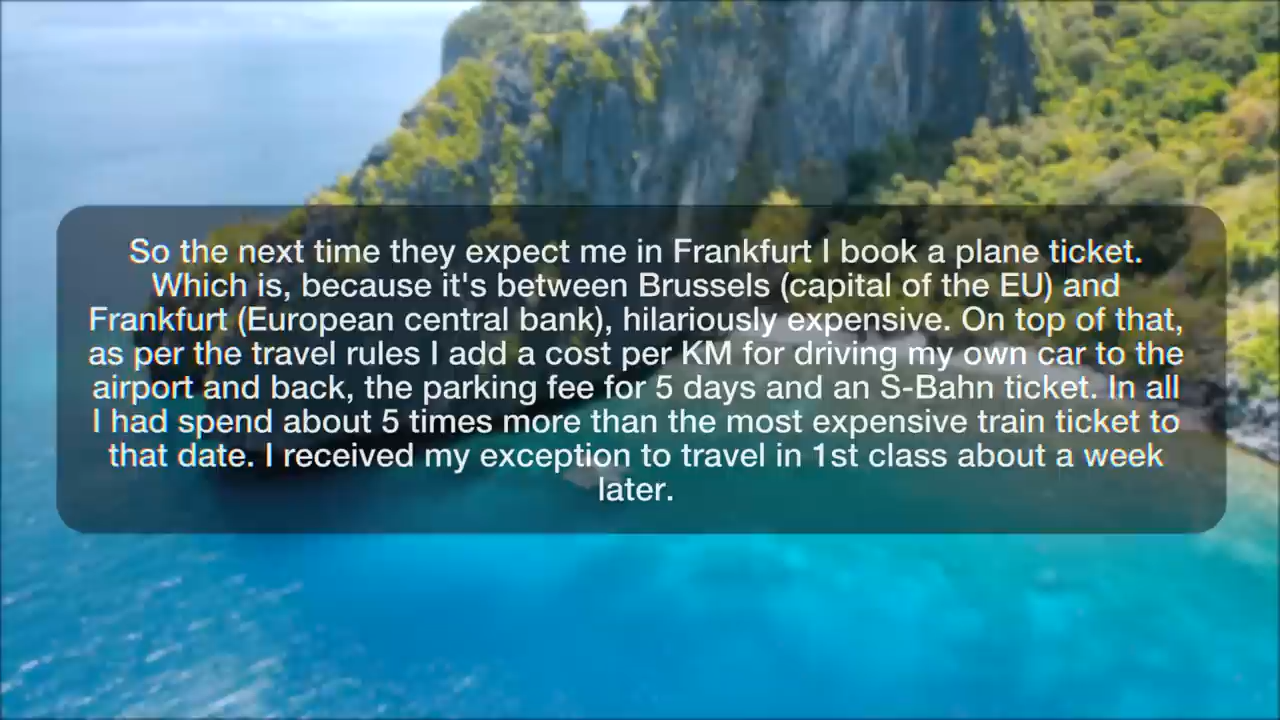 So the next time they expect me in Frankfurt I book a plane ticket.
Which is, because it's between Brussels (capital of the EU) and
Frankfurt (European central bank), hilariously expensive. On top of that,
as per the travel rules I add a cost per KM for driving my own car to the
airport and back, the parking fee for 5 days and an S-Bahn ticket. In all
I had spend about 5 times more than the most expensive train ticket to
that date. I received my exception to travel in 1st class about a week
later.